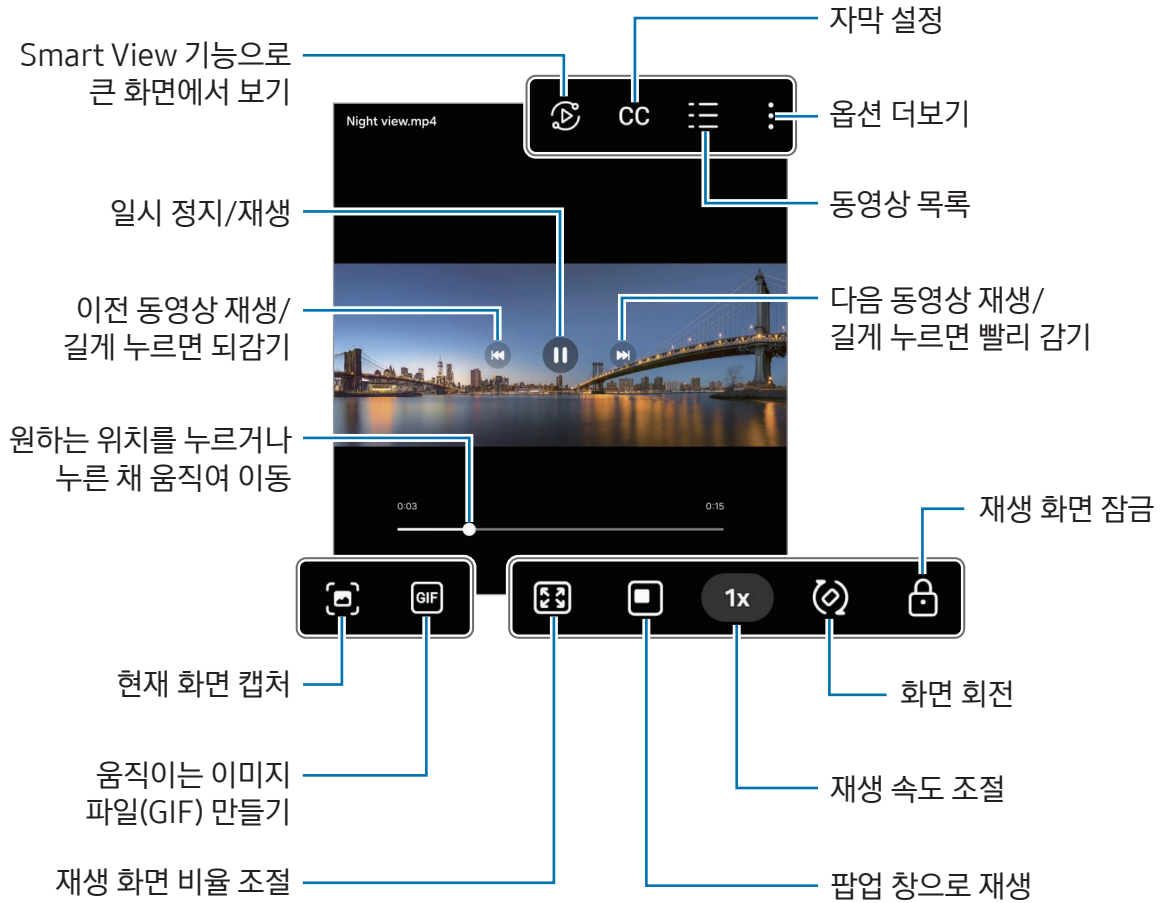 자막 설정
Smart View 기능으로
큰 화면에서 보기
CC
옵션 더보기
Night view.mp4
일시 정지/재생
동영상 목록
이전 동영상 재생/
길게 누르면 되감기
다음 동영상 재생/
길게 누르면 빨리 감기
원하는 위치를 누르거나
누른 채 움직여 이동
0:03
0:15
재생 화면 잠금
GIF
1x
현재 화면 캡처
화면 회전
움직이는 이미지
파일(GIF) 만들기
재생 속도 조절
재생 화면 비율 조절
팝업 창으로 재생